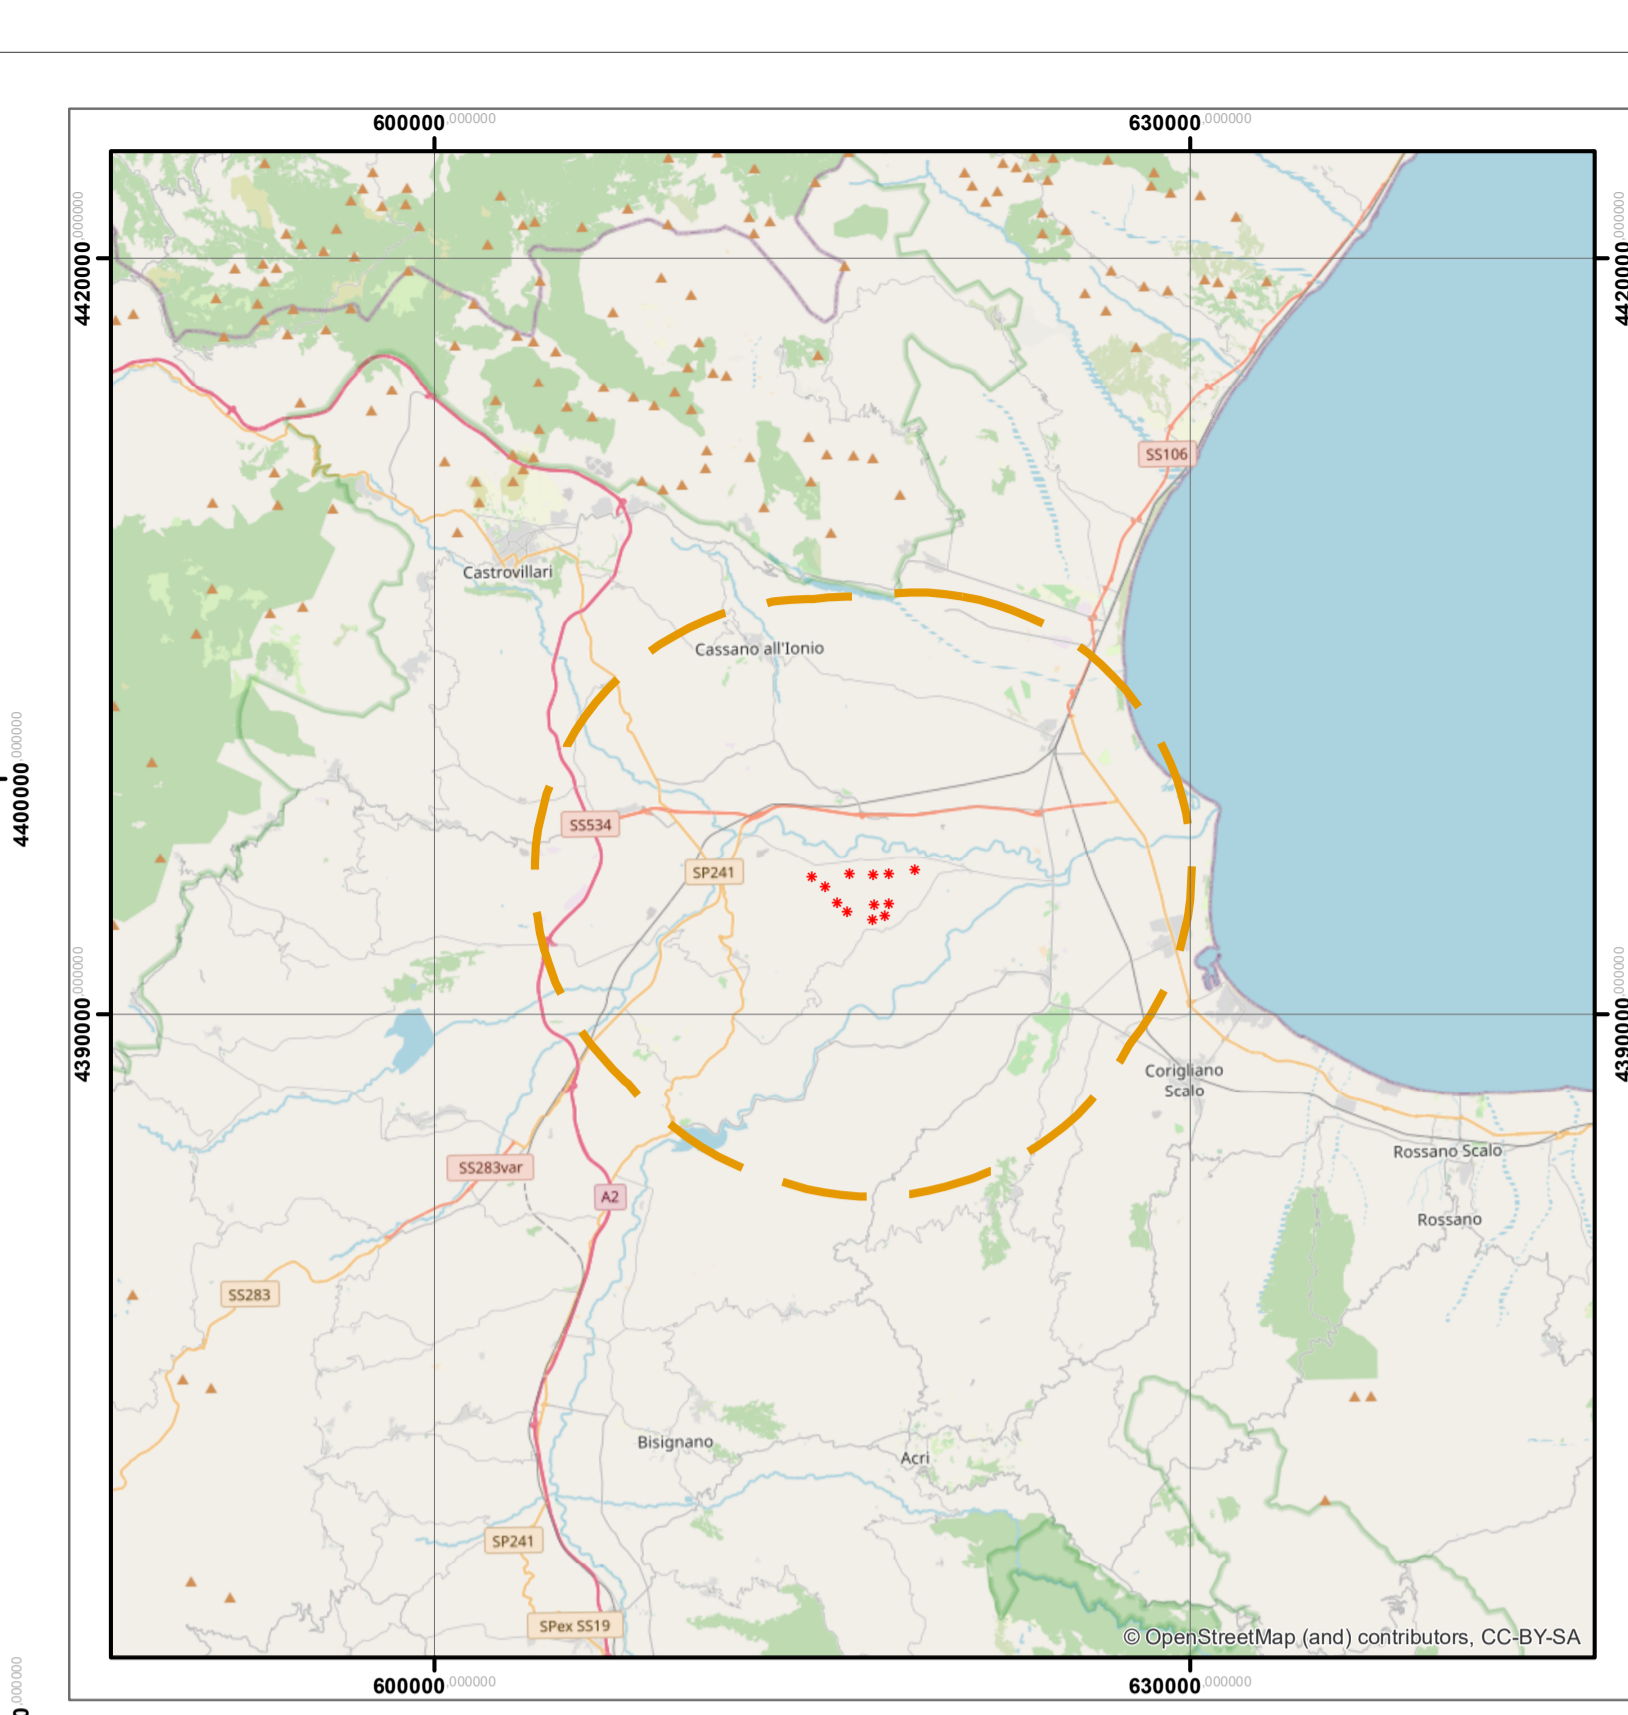 600000,000000 630000,000000
4420000,000000
4420000,000000
SS106
Castrovillari
Cassano all'Ionio
4400000,000000
SS534
SP241
4390000,000000
4390000,000000
Corigliano
Scalo
Rossano Scalo
SS283var
A2
Rossano
SS283
Bisignano
Acri
SP241
SPex SS19
© OpenStreetMap (and) contributors, CC-BY-SA
0,000000
600000,000000 630000,000000